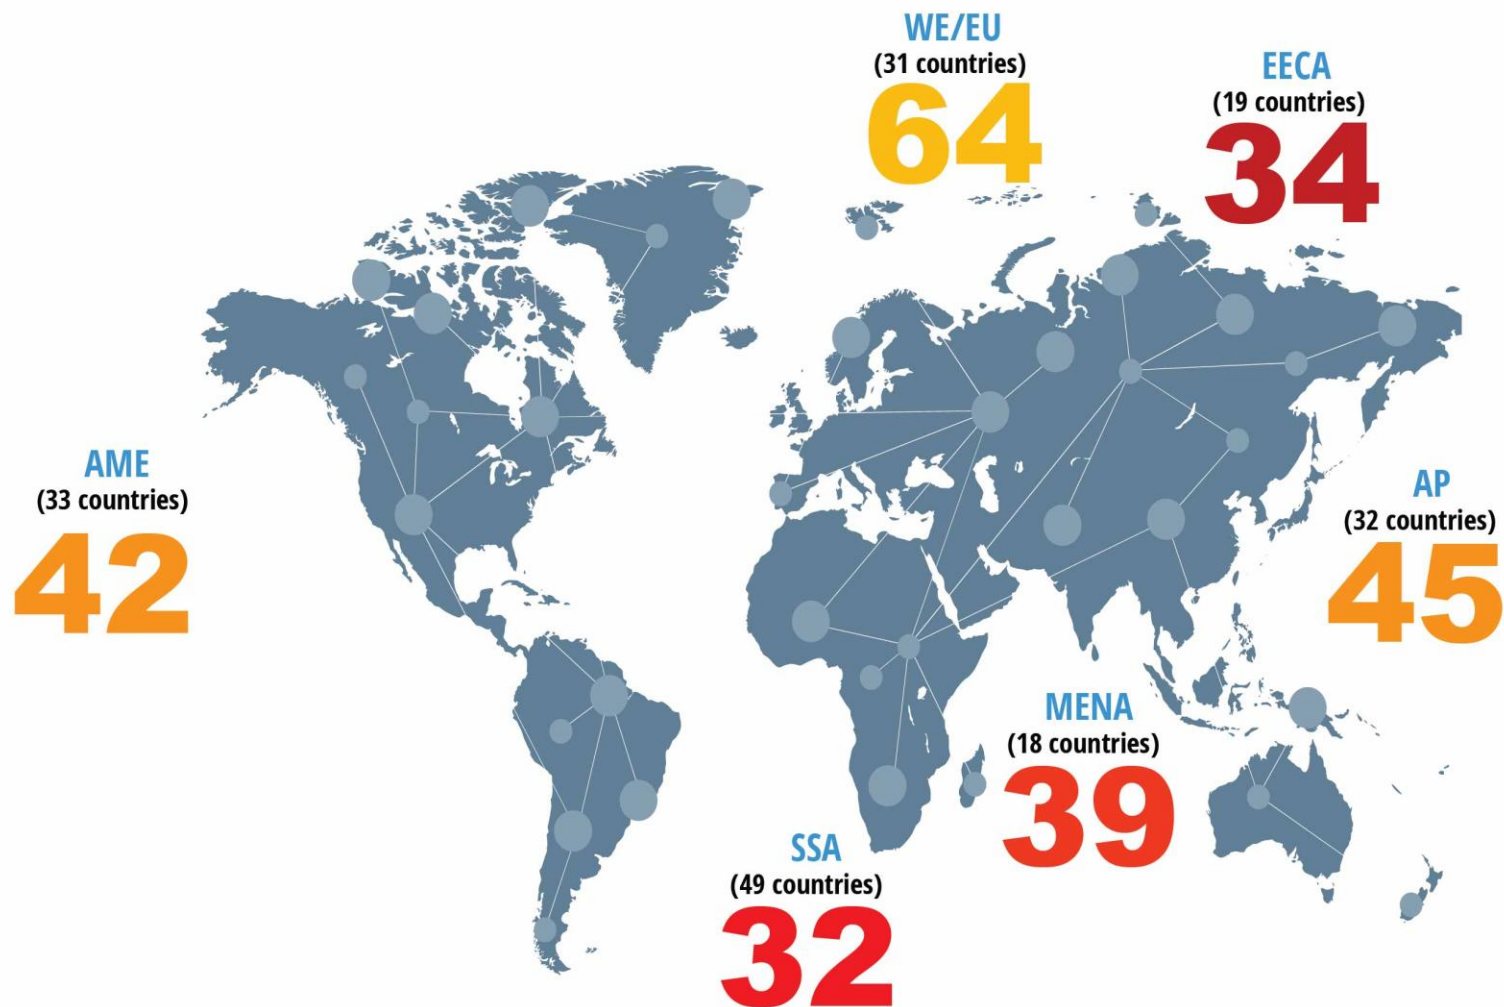 WE/EU
(31 countries)
64
EECA
(19 countries)
34
AME
(33 countries)
42
AP
(32 countries)
45
MENA
(18 countries)
39
SSA
(49 countries)
32